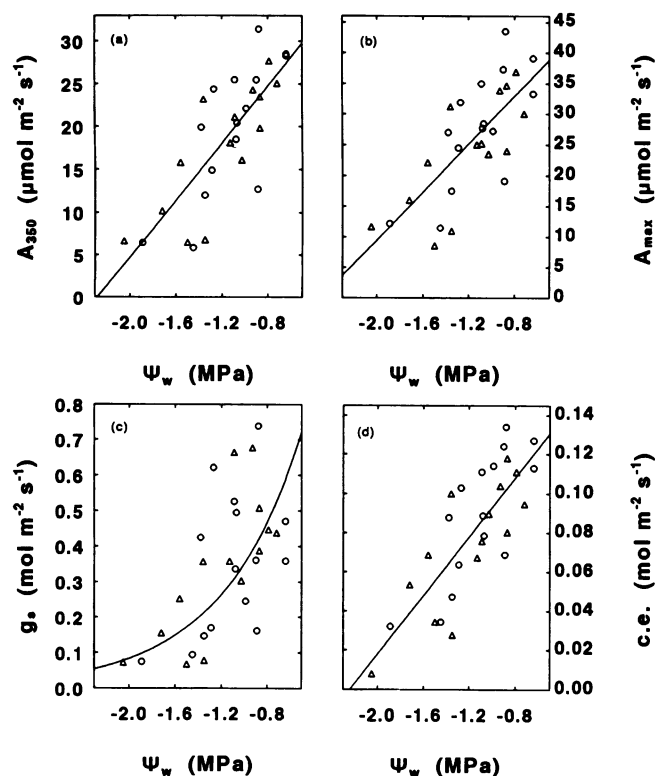 (a)
30
25
20
15
10
5
0
A350 (μmol m-2 s-1)
-2.0 -1.6 -1.2 -0.8
Ψw (MPa)
(b)
45
40
35
30
25
20
15
10
5
0
Amax (μmol m-2 s-1)
-2.0 -1.6 -1.2 -0.8
Ψw (MPa)
(c)
0.8
0.7
0.6
0.5
0.4
0.3
0.2
0.1
0.0
gs (mol m-2 s-1)
-2.0 -1.6 -1.2 -0.8
Ψw (MPa)
(d)
0.14
0.12
0.10
0.08
0.06
0.04
0.02
0.00
c.e. (mol m-2 s-1)
-2.0 -1.6 -1.2 -0.8
Ψw (MPa)